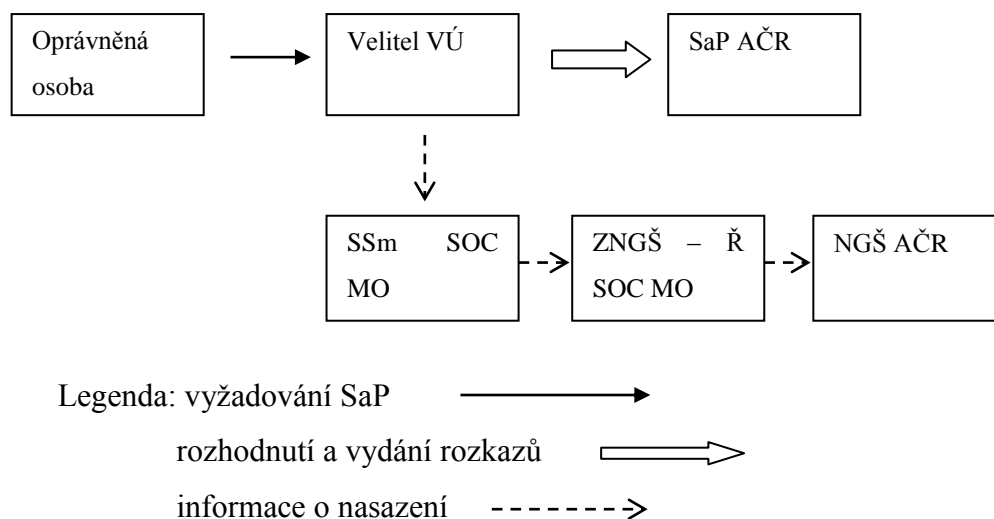 Oprávněná
osoba
Velitel VÚ
SaP AČR
SSm SOC
MO
ZNGŠ – Ř
SOC MO
NGŠ AČR
Legenda: vyžadování SaP
rozhodnutí a vydání rozkazů
informace o nasazení